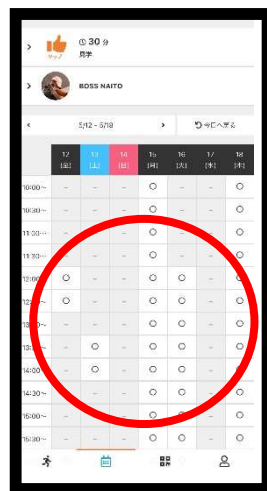 30 分
見学
BOSS NAITO
5/12 - 5/18
今日へ戻る
12 13 14 15 16 17 18
[金] [土] [日] [月] [火] [水] [木]
10:00～ - - - ○ - - ○
10:30～ - - - ○ - - ○
11:00～ - - - ○ - - ○
11:30～ - - - ○ - - ○
12:00～ ○ - - ○ ○ - ○
12:30～ ○ - - ○ ○ - ○
13:00～ - - - ○ ○ - ○
13:30～ - ○ - ○ ○ - ○
14:00～ - ○ - ○ ○ - ○
14:30～ - - - ○ ○ - ○
15:00～ - - - ○ ○ - ○
15:30～ - - - ○ ○ - ○